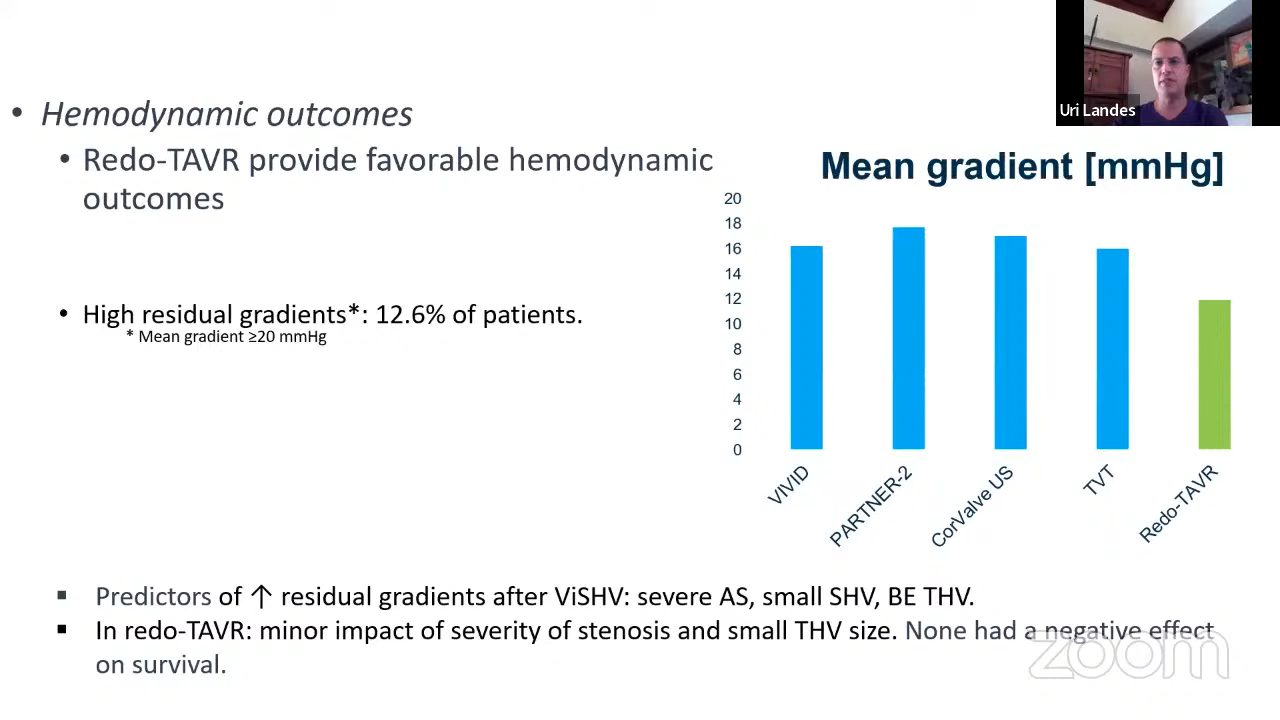 Uri Landes
• Hemodynamic outcomes
• Redo-TAVR provide favorable hemodynamic
outcomes
• High residual gradients*: 12.6% of patients.
* Mean gradient ≥20 mmHg
Mean gradient [mmHg]
20
18
16
14
12
10
8
6
4
2
0
VIVID
PARTNER-2
CorValve US
TVT
Redo-TAVR
▪ Predictors of ↑ residual gradients after ViSHV: severe AS, small SHV, BE THV.
▪ In redo-TAVR: minor impact of severity of stenosis and small THV size. None had a negative effect
on survival.
zoom